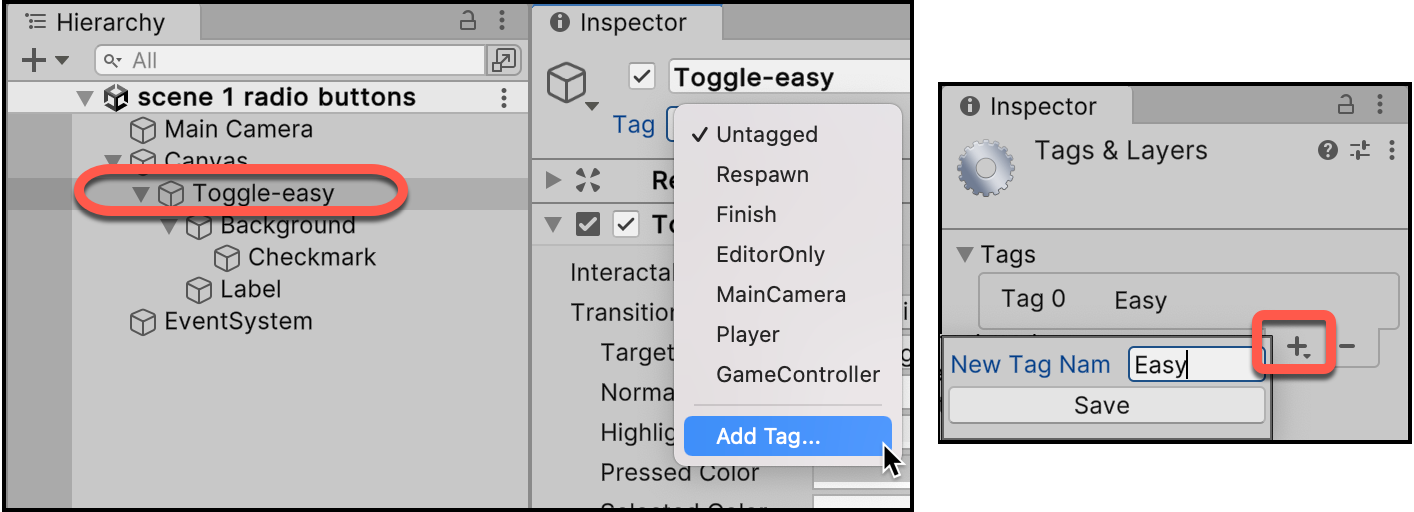 Hierarchy
All
scene 1 radio buttons
Main Camera
Canvas
Toggle-easy
Background
Checkmark
Label
EventSystem
Inspector
Toggle-easy
Tag
Untagged
Respawn
Finish
EditorOnly
MainCamera
Player
GameController
Add Tag...
Re
To
Interactal
Transition
Target
Norma
Highlig
Pressed Color
Selected Color
Inspector
Tags & Layers
Tags
Tag 0 Easy
New Tag Nam Easy
Save